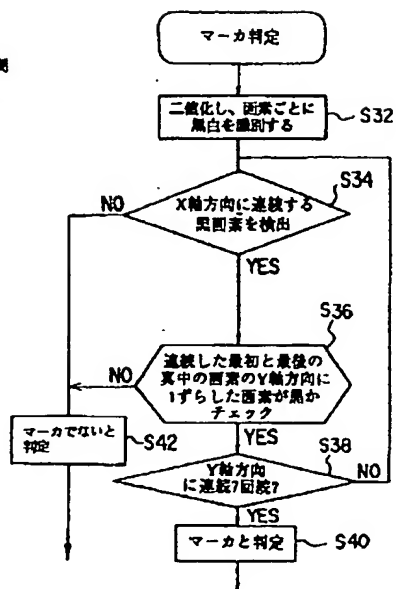 マーカ判定
二値化し、画素ごとに
黒白を識別する
S32
S34
NO
X軸方向に連続する
黒画素を検出
YES
S36
連続した最初と最後の
真中の画素のY軸方向に
1ずらした画素が黒か
チェック
NO
YES
マーカでないと
判定
S42
S38
Y軸方向
に連続7回続?
NO
YES
マーカと判定
S40